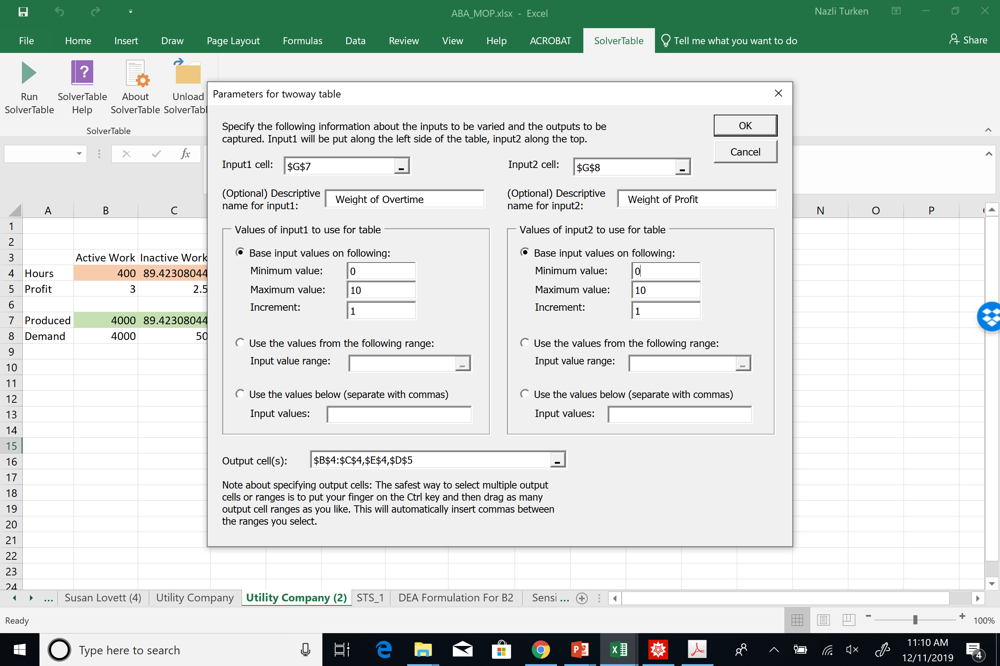 ABA_MOP.xlsx - Excel
Nazli Turken
File Home Insert Draw Page Layout Formulas Data Review View Help ACROBAT SolverTable Tell me what you want to do Share
Run SolverTable
SolverTable Help
About SolverTable
Unload
SolverTabl
SolverTable
fx
Parameters for twoway table
Specify the following information about the inputs to be varied and the outputs to be
captured. Input1 will be put along the left side of the table, input2 along the top.
OK
Cancel
Input1 cell: $G$7
Input2 cell: $G$8
(Optional) Descriptive
name for input1:
Weight of Overtime
(Optional) Descriptive
name for input2:
Weight of Profit
Values of input1 to use for table
Base input values on following:
Minimum value: 0
Maximum value: 10
Increment: 1
Use the values from the following range:
Input value range:
Use the values below (separate with commas)
Input values:
Values of input2 to use for table
Base input values on following:
Minimum value: 0
Maximum value: 10
Increment: 1
Use the values from the following range:
Input value range:
Use the values below (separate with commas)
Input values:
Output cell(s): $B$4:$C$4,$E$4,$D$5
Note about specifying output cells: The safest way to select multiple output
cells or ranges is to put your finger on the Ctrl key and then drag as many
output cell ranges as you like. This will automatically insert commas between
the ranges you select.
A B C N O P
1
2
3 Active Work Inactive Work
4 Hours 400 89.42308044
5 Profit 3 2.5
6
7 Produced 4000 89.42308044
8 Demand 4000 50
9
10
11
12
13
14
15
16
17
18
19
20
21
22
23
24
... Susan Lovett (4) Utility Company Utility Company (2) STS_1 DEA Formulation For B2 Sensi ...
Ready
100%
Type here to search
11:10 AM
12/11/2019
4